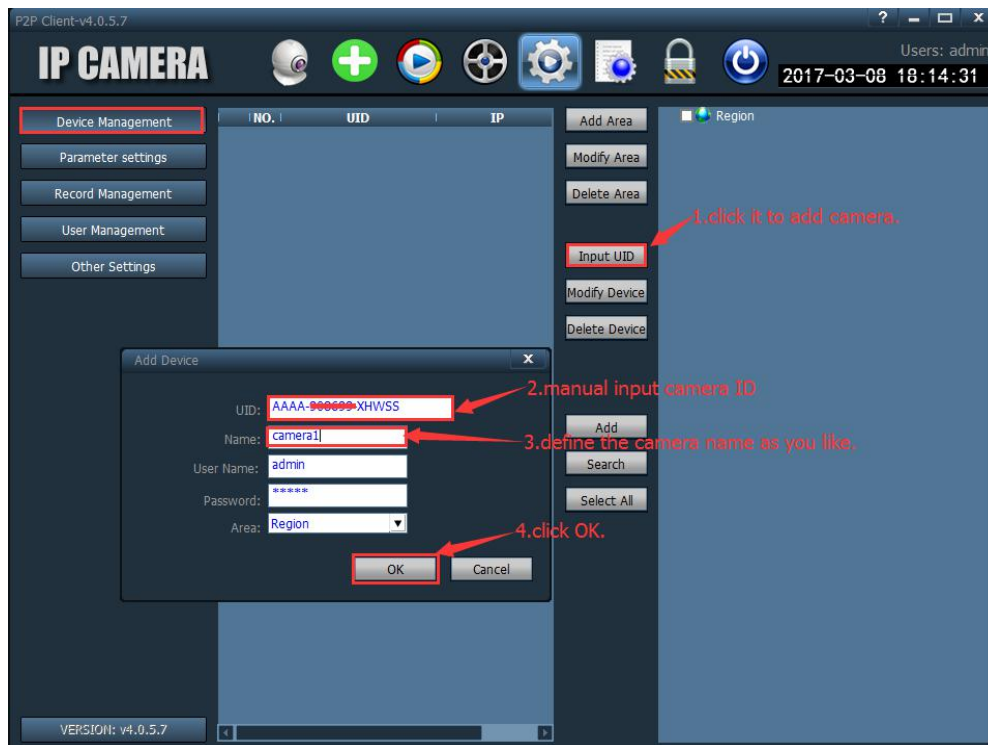 P2P Client-v4.0.5.7
IP CAMERA
Users: admin
2017-03-08 18:14:31
Device Management
Parameter settings
Record Management
User Management
Other Settings
NO. UID IP
Add Area
Modify Area
Delete Area
Region
1.click it to add camera.
Input UID
Modify Device
Delete Device
Add Device
UID: AAAA- -XHWSS
2.manual input camera ID
Name: camera1
3.define the camera name as you like.
User Name: admin
Password: *****
Area: Region
4.click OK.
OK
Cancel
Add
Search
Select All
VERSION: v4.0.5.7